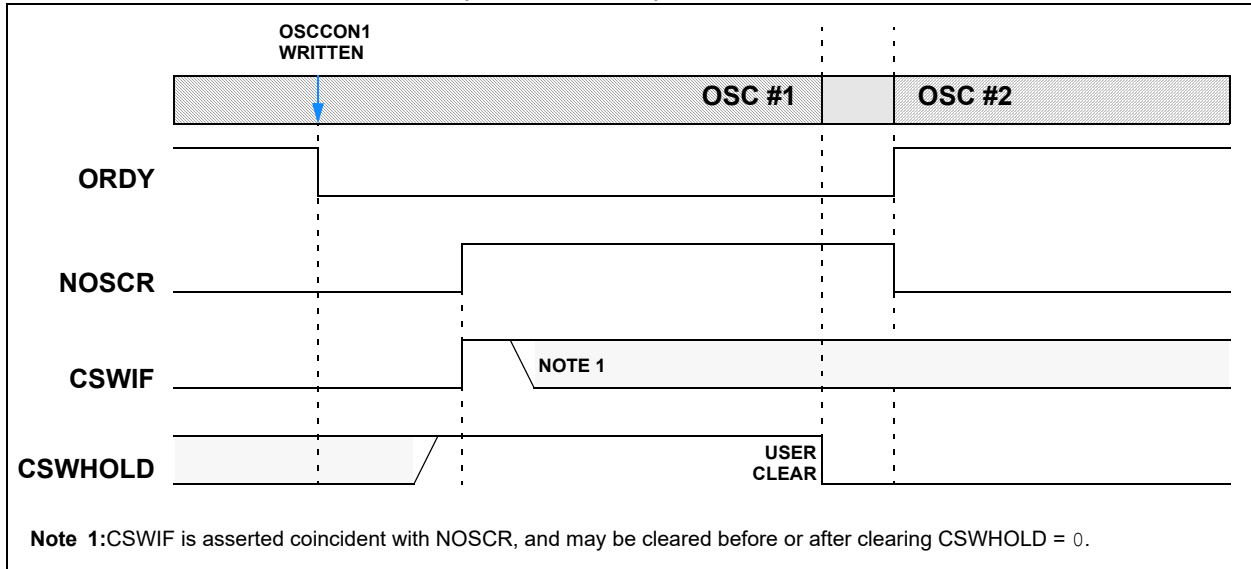 OSCCON1
WRITTEN
OSC #1
OSC #2
ORDY
NOSCR
CSWIF
NOTE 1
CSWHOLD
USER
CLEAR
Note 1:CSWIF is asserted coincident with NOSCR, and may be cleared before or after clearing CSWHOLD = 0.